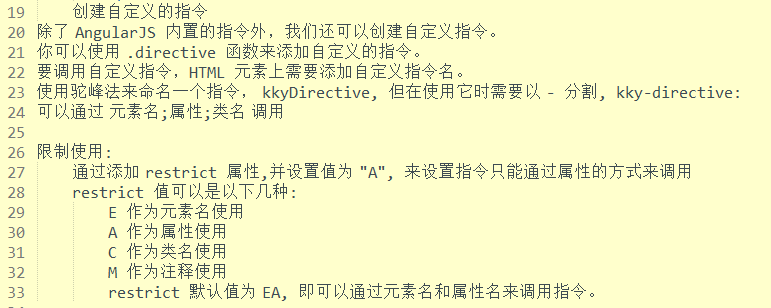 19 创建自定义的指令
20 除了 AngularJS 内置的指令外，我们还可以创建自定义指令。
21 你可以使用 .directive 函数来添加自定义的指令。
22 要调用自定义指令，HTML 元素上需要添加自定义指令名。
23 使用驼峰法来命名一个指令， kkyDirective, 但在使用它时需要以 - 分割, kky-directive:
24 可以通过 元素名;属性;类名 调用
25
26 限制使用:
27 通过添加 restrict 属性,并设置值为 "A", 来设置指令只能通过属性的方式来调用
28 restrict 值可以是以下几种:
29 E 作为元素名使用
30 A 作为属性使用
31 C 作为类名使用
32 M 作为注释使用
33 restrict 默认值为 EA, 即可以通过元素名和属性名来调用指令。